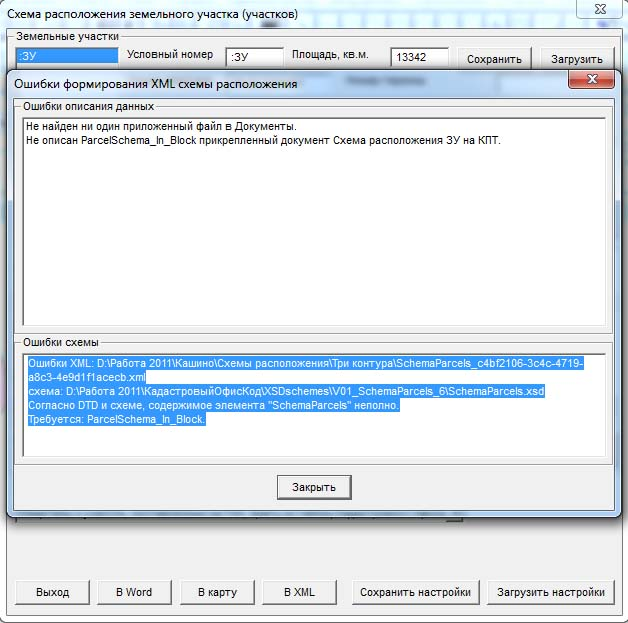 Схема расположения земельного участка (участков)
Земельные участки
:ЗУ Условный номер :ЗУ Площадь, кв.м. 13342 Сохранить Загрузить
Ошибки формирования XML схемы расположения
Ошибки описания данных
Не найден ни один приложенный файл в Документы.
Не описан ParcelSchema_In_Block прикрепленный документ Схема расположения ЗУ на КПТ.
Ошибки схемы
Ошибки XML: D:\Работа 2011\Кашино\Схемы расположения\Три контура\SchemaParcels_c4bf2106-3c4c-4719-
a8c3-4e9d1f1acecb.xml
схема: D:\Работа 2011\КадастровыйОфисКод\XSDschemes\V01_SchemaParcels_6\SchemaParcels.xsd
Согласно DTD и схеме, содержимое элемента "SchemaParcels" неполно.
Требуется: ParcelSchema_In_Block.
Закрыть
Выход В Word В карту В XML Сохранить настройки Загрузить настройки